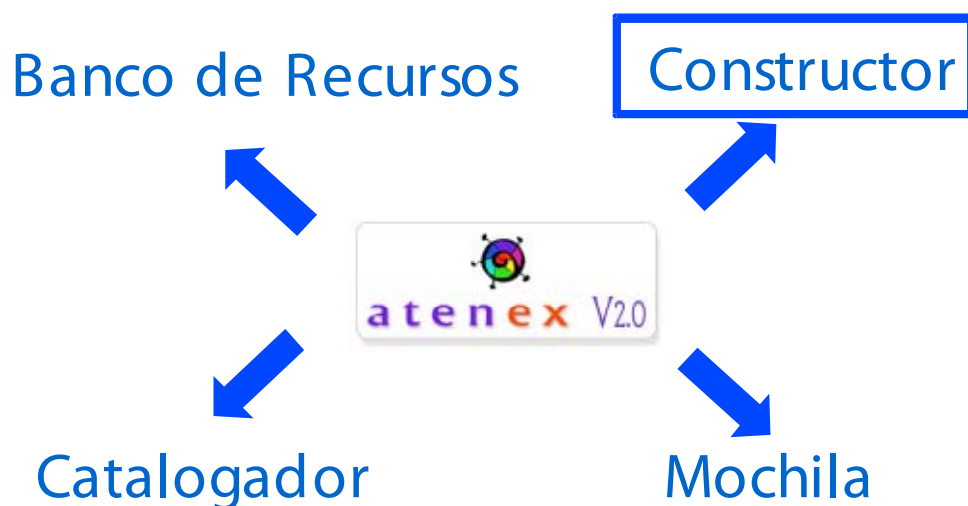 Banco de Recursos
Constructor
atenex V2.0
Catalogador
Mochila